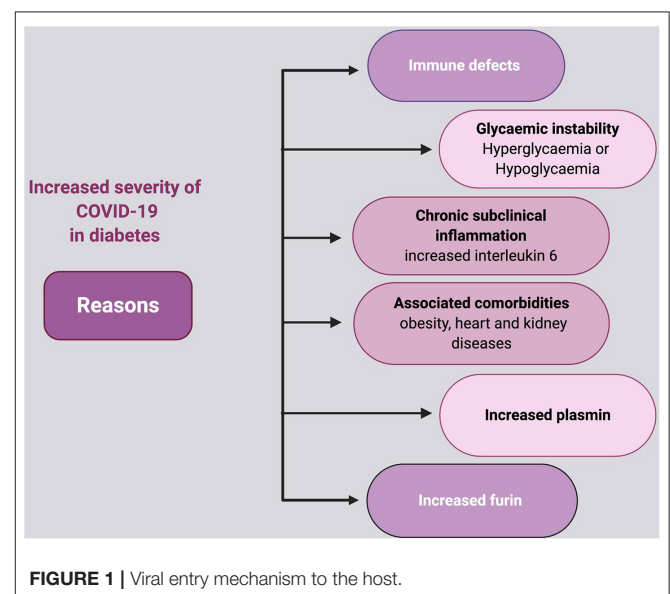 Increased severity of
COVID-19
in diabetes
Reasons
Immune defects
Glycaemic instability
Hyperglycaemia or
Hypoglycaemia
Chronic subclinical
inflammation
increased interleukin 6
Associated comorbidities
obesity, heart and kidney
diseases
Increased plasmin
Increased furin
FIGURE 1 | Viral entry mechanism to the host.